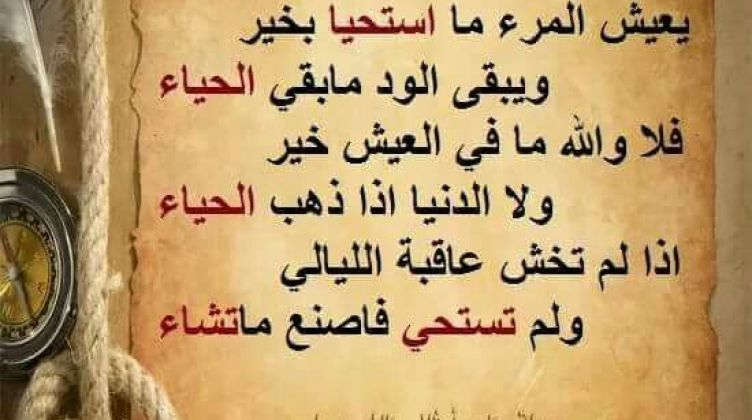 يعيش المرء ما استحيا بخير
ويبقى الود مابقي الحياء
فلا والله ما في العيش خير
ولا الدنيا اذا ذهب الحياء
اذا لم تخش عاقبة الليالي
ولم تستحي فاصنع ماتشاء